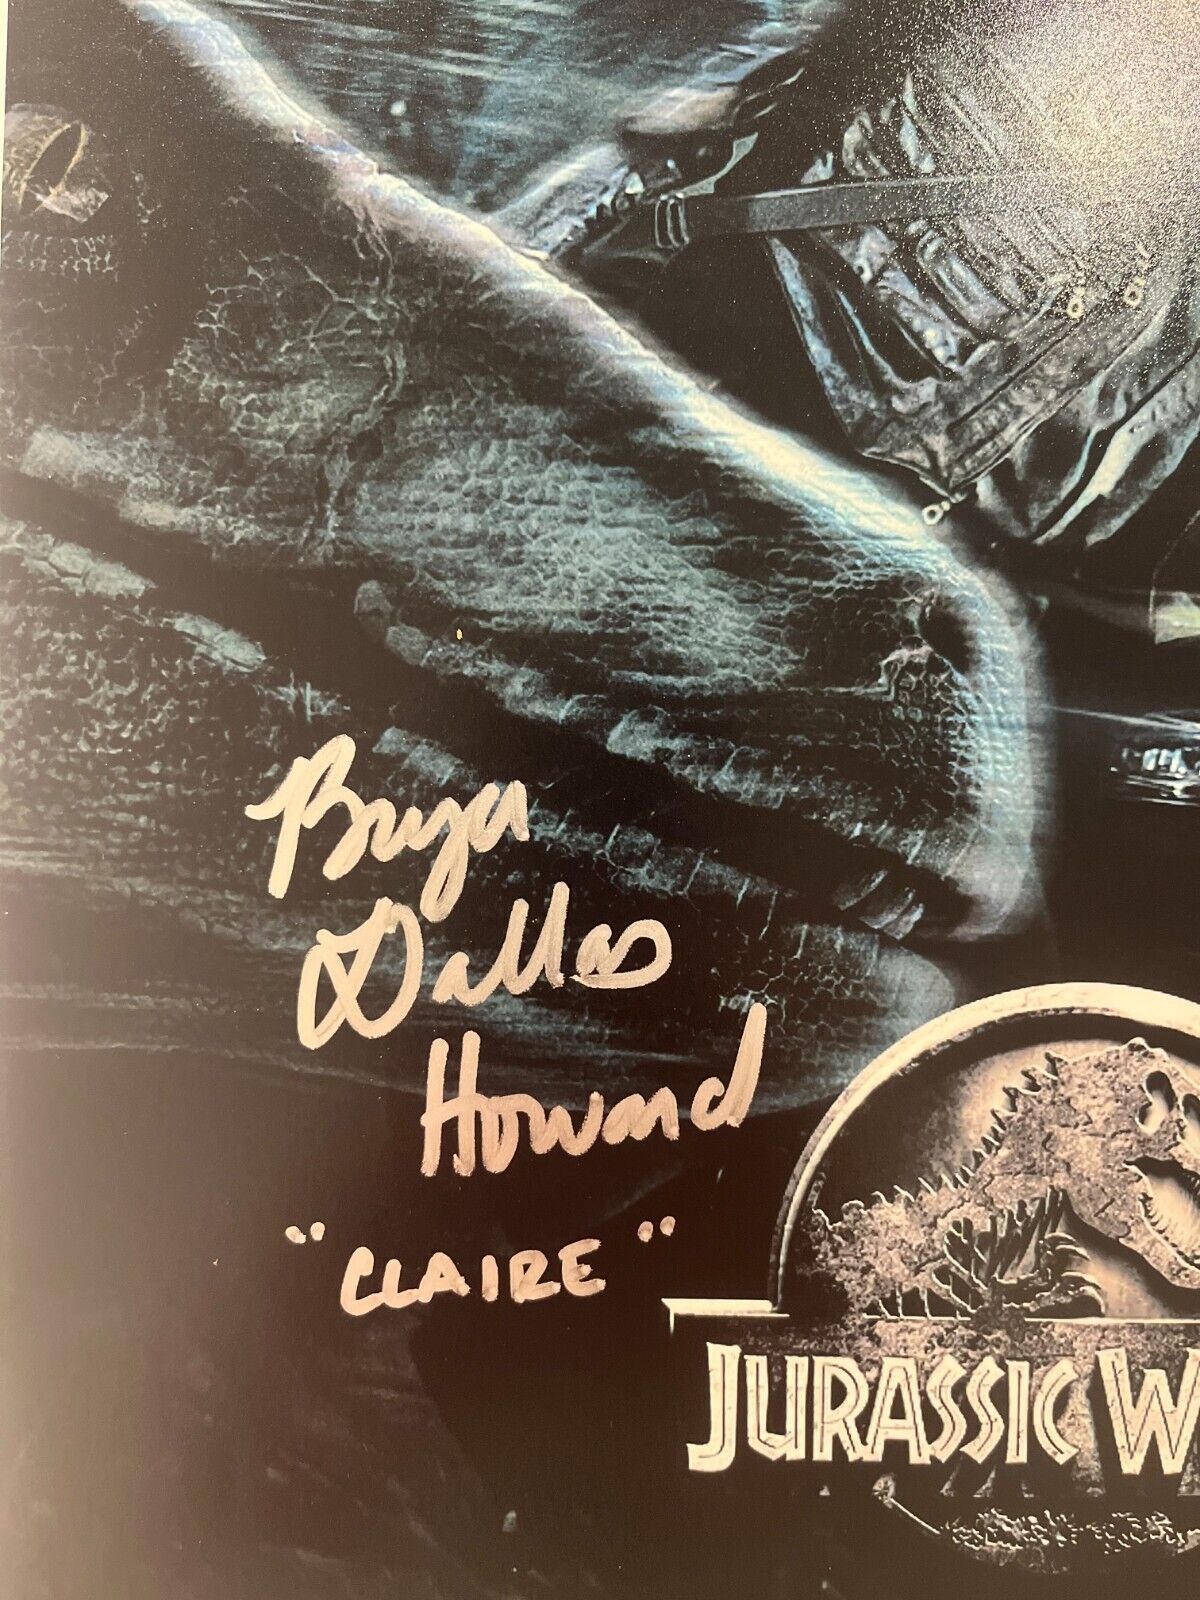 Bryce
Dallas
Howard
"CLAIRE"
JURASSIC W